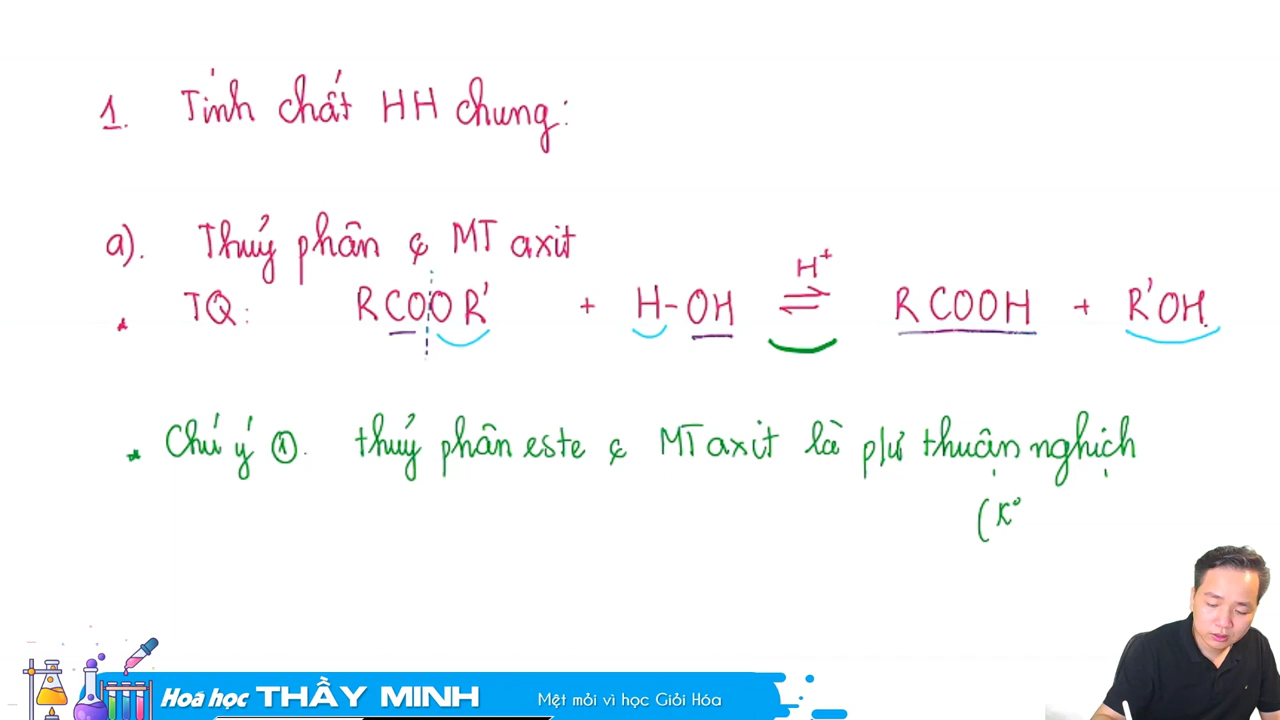 1. Tính chất HH chung:
a). Thuỷ phân ¢ MT axit
H⁺
* TQ: RCOOR' + H-OH ⇌ RCOOH + R'OH.
* Chú ý ①. thuỷ phân este ¢ MT axit là p/ư thuận nghịch
(K°
Hoá học THẦY MINH Mệt mỏi vì học Giỏi Hóa